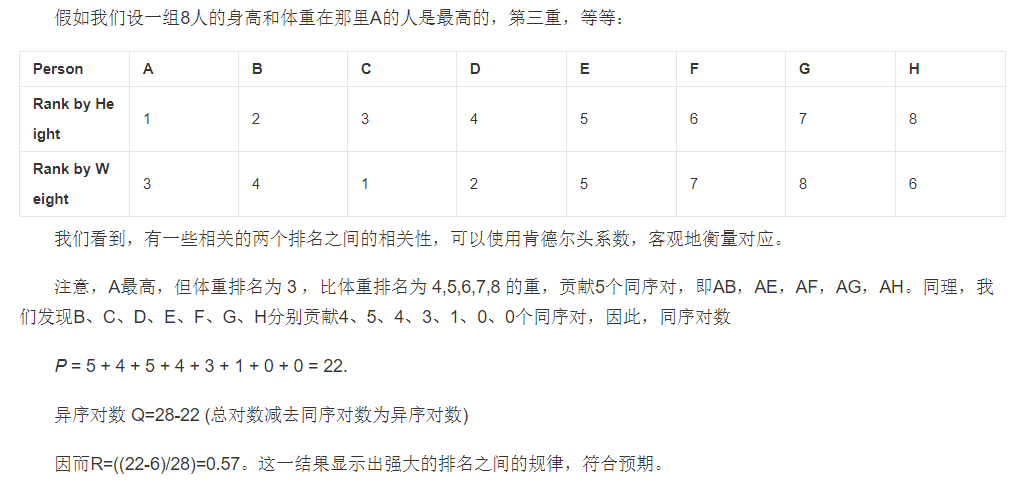 假如我们设一组8人的身高和体重在那里A的人是最高的，第三重，等等：
Person A B C D E F G H
Rank by He
ight 1 2 3 4 5 6 7 8
Rank by W
eight 3 4 1 2 5 7 8 6
我们看到，有一些相关的两个排名之间的相关性，可以使用肯德尔头系数，客观地衡量对应。
注意，A最高，但体重排名为 3 ，比体重排名为 4,5,6,7,8 的重，贡献5个同序对，即AB，AE，AF，AG，AH。同理，我
们发现B、C、D、E、F、G、H分别贡献4、5、4、3、1、0、0个同序对，因此，同序对数
P = 5 + 4 + 5 + 4 + 3 + 1 + 0 + 0 = 22.
异序对数 Q=28-22 (总对数减去同序对数为异序对数)
因而R=((22-6)/28)=0.57。这一结果显示出强大的排名之间的规律，符合预期。